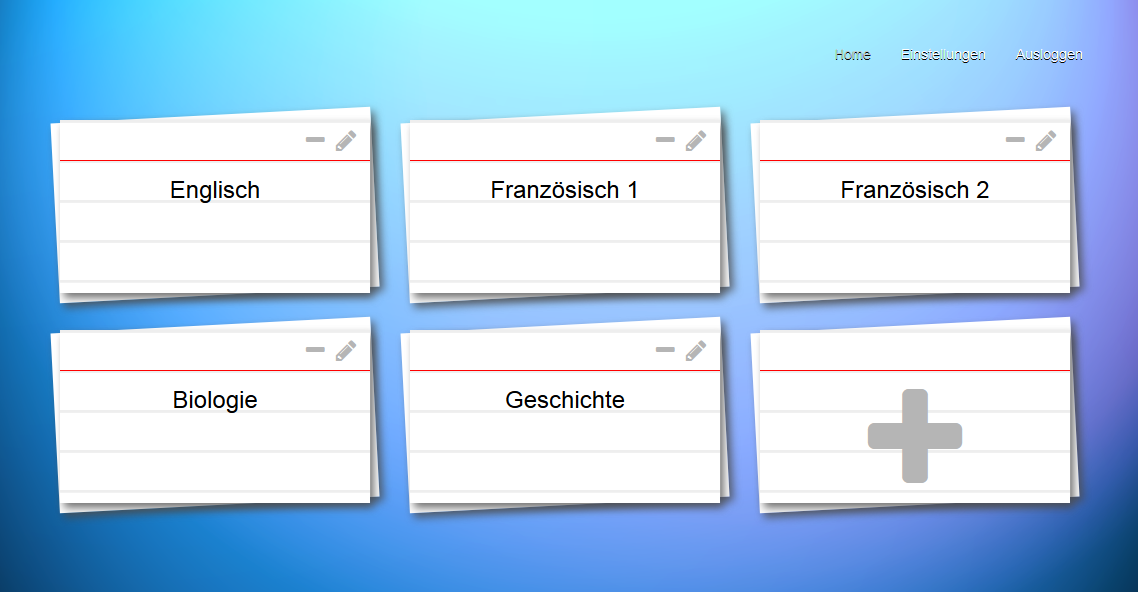 Home Einstellungen Ausloggen
Englisch
Französisch 1
Französisch 2
Biologie
Geschichte